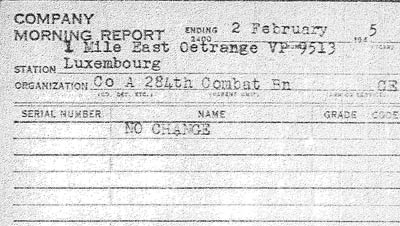 COMPANY
MORNING REPORT ENDING 2400 2 February 194 5
1 Mile East Oetrange VP-9513
STATION Luxembourg
ORGANIZATION Co A 284th Combat En CE
SERIAL NUMBER NAME GRADE CODE
NO CHANGE